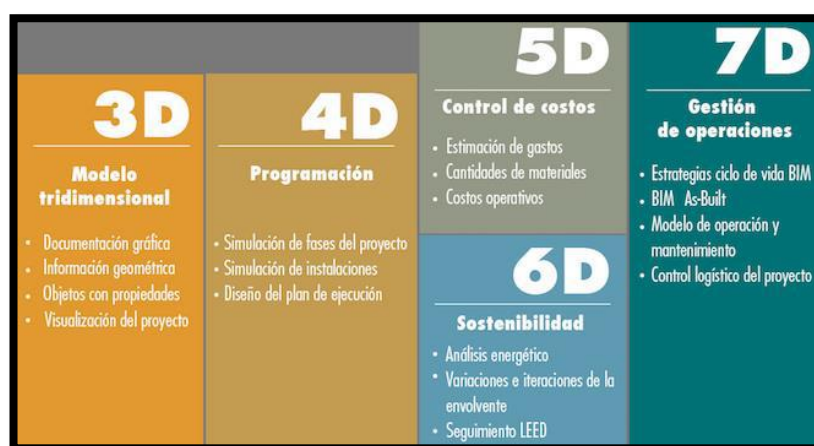 3D
Modelo
tridimensional
• Documentación gráfica
• Información geométrica
• Objetos con propiedades
• Visualización del proyecto
4D
Programación
• Simulación de fases del proyecto
• Simulación de instalaciones
• Diseño del plan de ejecución
5D
Control de costos
• Estimación de gastos
• Cantidades de materiales
• Costos operativos
6D
Sostenibilidad
• Análisis energético
• Variaciones e iteraciones de la
envolvente
• Seguimiento LEED
7D
Gestión
de operaciones
• Estrategias ciclo de vida BIM
• BIM As-Built
• Modelo de operación y
mantenimiento
• Control logístico del proyecto